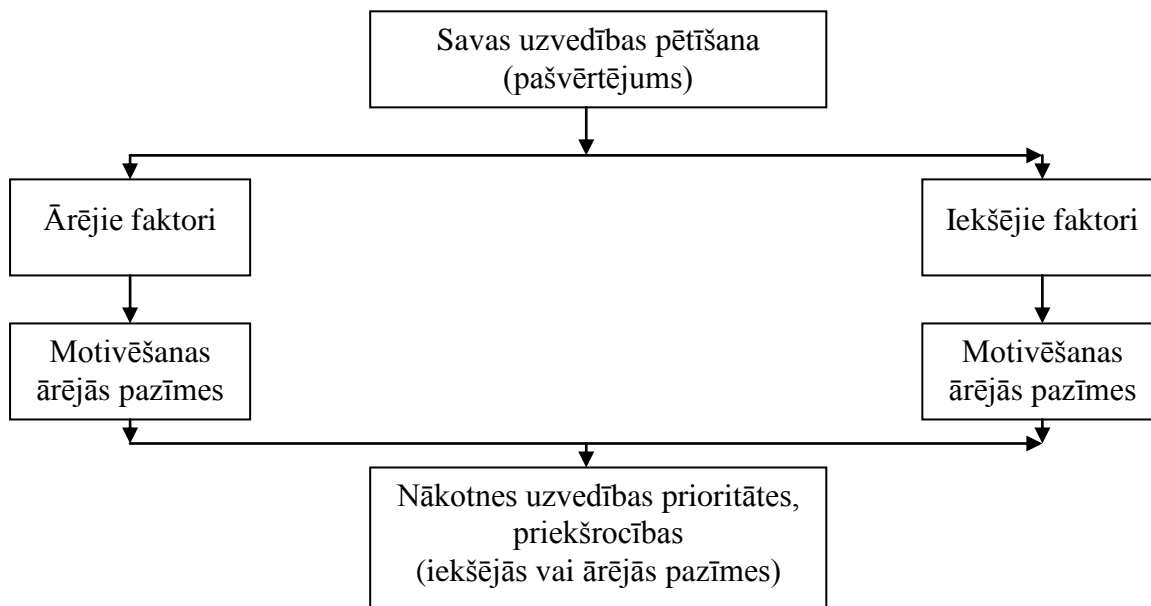 Savas uzvedības pētīšana
(pašvērtējums)
Ārējie faktori
Iekšējie faktori
Motivēšanas
ārējās pazīmes
Motivēšanas
ārējās pazīmes
Nākotnes uzvedības prioritātes,
priekšrocības
(iekšējās vai ārējās pazīmes)